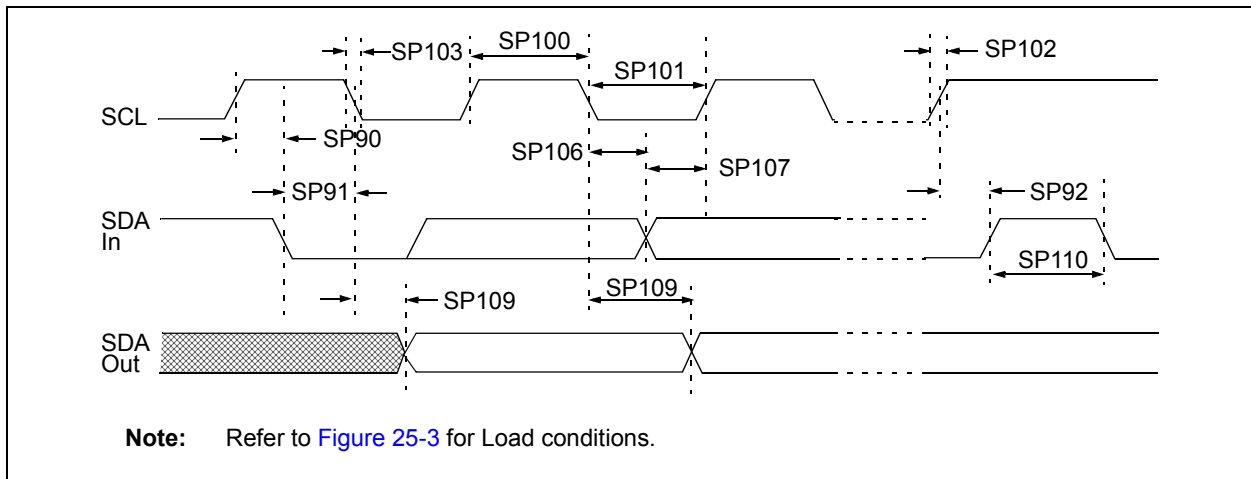 SP103
SP100
SP102
SP101
SCL
SP90
SP106
SP107
SP91
SP92
SDA
In
SP110
SP109
SP109
SDA
Out
Note: Refer to Figure 25-3 for Load conditions.